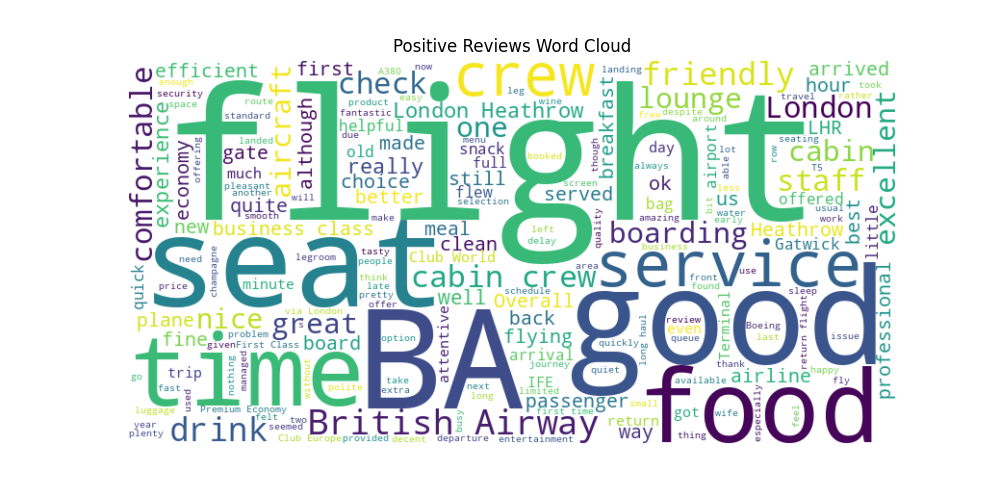 Positive Reviews Word Cloud
flight
seat
BA
good
food
time
service
crew
British Airway
cabin crew
boarding
friendly
lounge
London
staff
cabin
excellent
comfortable
efficient
experience
economy
aircraft
first
although
check
London Heathrow
helpful
made
old
really
choice
better
one
snack
full
still
flew
served
breakfast
arrived
hour
LHR
offered
best
little
Heathrow
Gatwick
airport
us
day
ok
bag
gate
much
quite
new
business class
meal
clean
Club World
well
Overall
back
flying
arrival
IFE
passenger
airline
Terminal
even
got
return
way
professional
quick
minute
plane
nice
great
fine
board
trip
drink
attentive
security
space
route
standard
landed
offering
pleasant
another
smooth
will
A380
now
product
easy
fantastic
due
enough
leg
wine
menu
selection
make
landing
free
despite
travel
around
rather
took
seating
T5
row
lot
able
always
less
bit
early
water
usual
work
amazing
booked
though
screen
left
delay
quality
business
area
front
found
use
sleep
return flight
price
need
champagne
legroom
tasty
people
think
late
pretty
offer
via London
problem
given
First Class
nothing
managed
without
option
polite
take
extra
go
fast
used
luggage
Premium Economy
felt
year
plenty
seemed
two
Club Europe
provided
decent
busy
departure
entertainment
next
long
limited
first time
journey
schedule
quickly
quiet
long haul
review
queue
Boeing
last
issue
thank
happy
available
fly
small
wife
thing
especially
feel